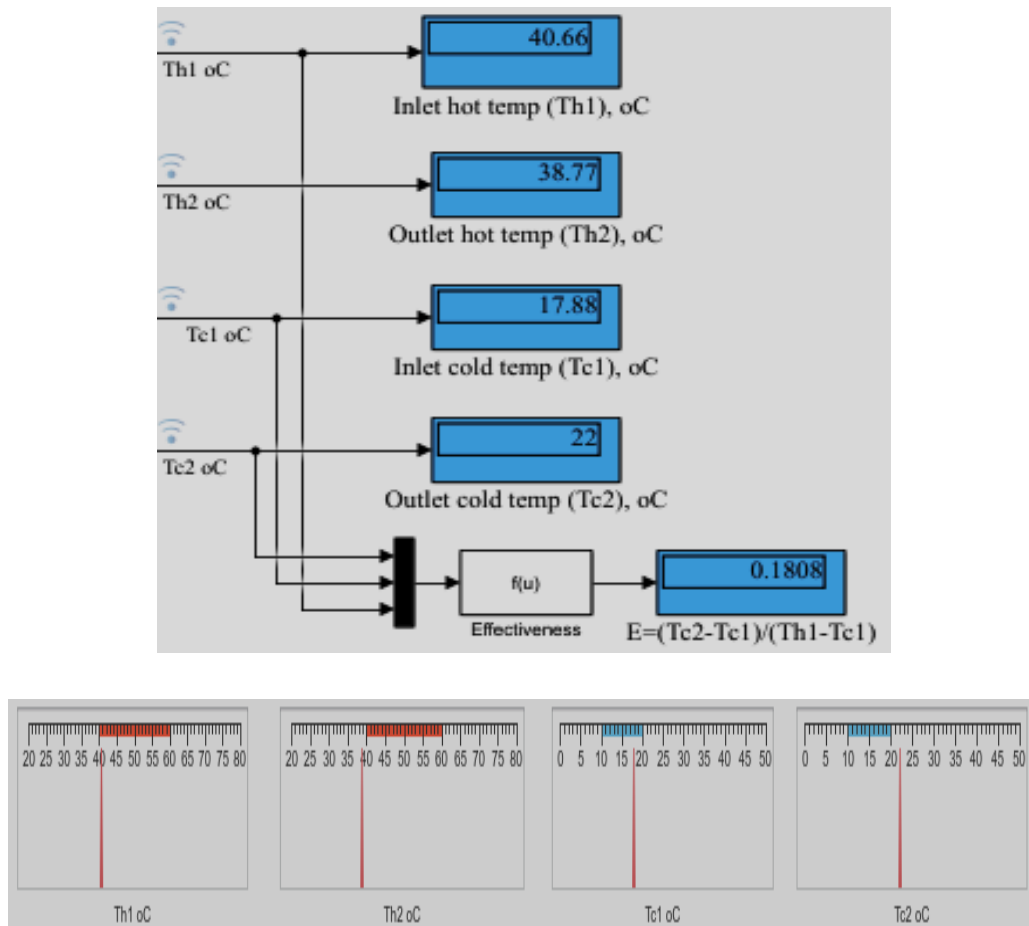 40.66
Th1 oC
Inlet hot temp (Th1), oC
38.77
Th2 oC
Outlet hot temp (Th2), oC
17.88
Tc1 oC
Inlet cold temp (Tc1), oC
22
Tc2 oC
Outlet cold temp (Tc2), oC
f(u)
0.1808
Effectiveness
E=(Tc2-Tc1)/(Th1-Tc1)
20 25 30 35 40 45 50 55 60 65 70 75 80
Th1 oC
20 25 30 35 40 45 50 55 60 65 70 75 80
Th2 oC
0 5 10 15 20 25 30 35 40 45 50
Tc1 oC
0 5 10 15 20 25 30 35 40 45 50
Tc2 oC